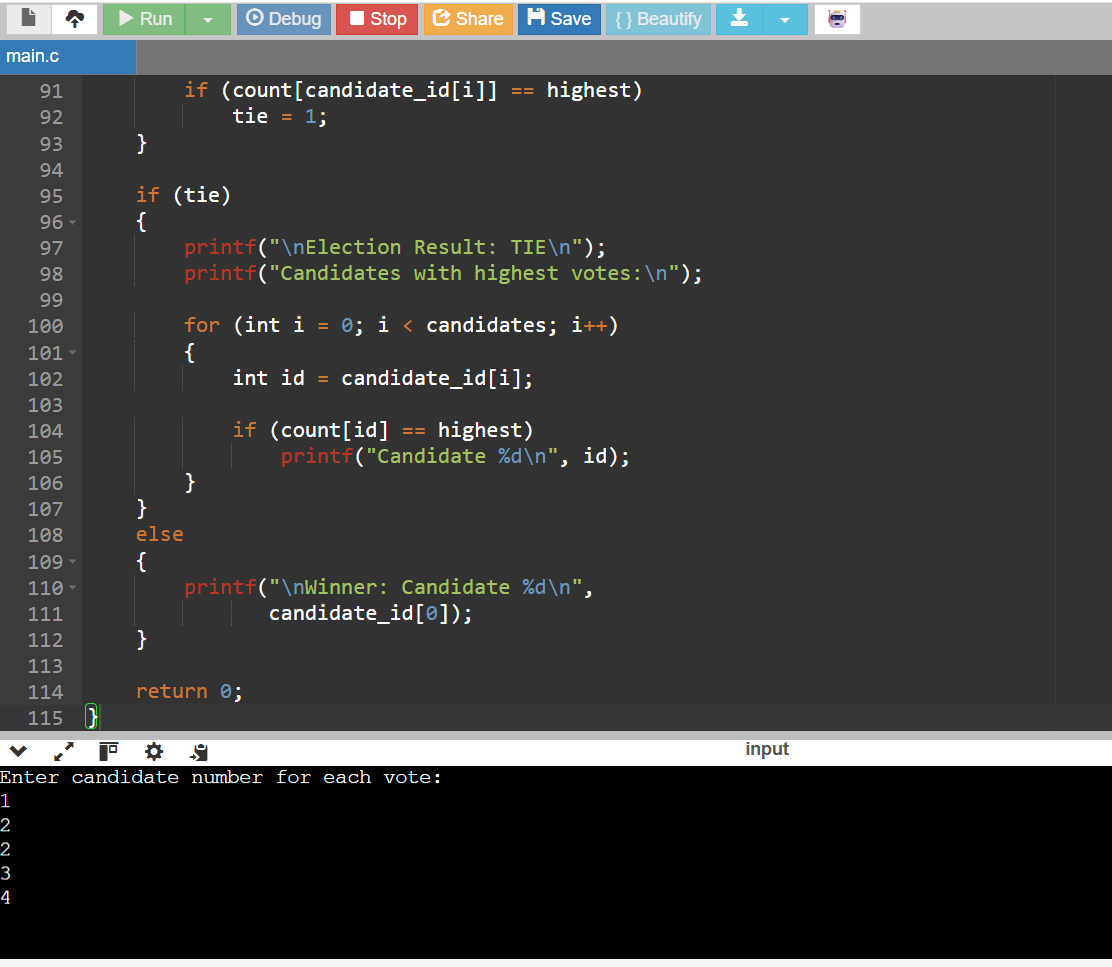 Run Debug Stop Share Save { } Beautify
main.c
91 if (count[candidate_id[i]] == highest)
92 tie = 1;
93 }
94
95 if (tie)
96 {
97 printf("\nElection Result: TIE\n");
98 printf("Candidates with highest votes:\n");
99
100 for (int i = 0; i < candidates; i++)
101 {
102 int id = candidate_id[i];
103
104 if (count[id] == highest)
105 printf("Candidate %d\n", id);
106 }
107 }
108 else
109 {
110 printf("\nWinner: Candidate %d\n",
111 candidate_id[0]);
112 }
113
114 return 0;
115 }
input
Enter candidate number for each vote:
1
2
2
3
4